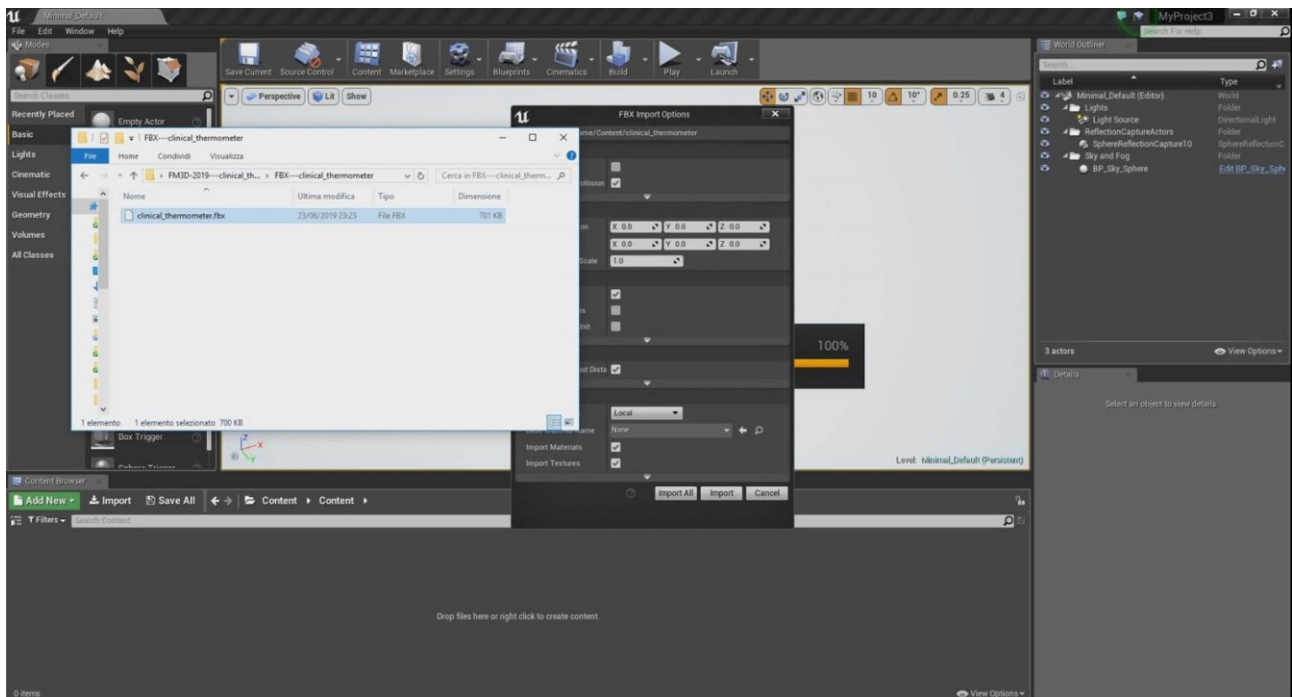 Minimal_Default
MyProject3
File Edit Window Help
Search For Help
Modes
Search Classes
Recently Placed
Basic
Lights
Cinematic
Visual Effects
Geometry
Volumes
All Classes
Empty Actor
Box Trigger
Save Current Source Control Content Marketplace Settings Blueprints Cinematics Build Play Launch
Perspective Lit Show
10 10° 0.25 4
FBX---clinical_thermometer
File Home Condividi Visualizza
FM3D-2019---clinical_th... FBX---clinical_thermometer Cerca in FBX---clinical_therm...
Nome Ultima modifica Tipo Dimensione
clinical_thermometer.fbx 23/06/2019 23:23 File FBX 701 KB
1 elemento 1 elemento selezionato 700 KB
FBX Import Options
/Content/clinical_thermometer
X 0.0 Y 0.0 Z 0.0
X 0.0 Y 0.0 Z 0.0
Scale 1.0
Local
Name None
Import Materials
Import Textures
Import All Import Cancel
100%
Level: Minimal_Default (Persistent)
World Outliner
Search...
Label Type
Minimal_Default (Editor) World
Lights Folder
Light Source DirectionalLight
ReflectionCaptureActors Folder
SphereReflectionCapture10 SphereReflectionC
Sky and Fog Folder
BP_Sky_Sphere Edit BP_Sky_Sph
3 actors View Options
Details
Select an object to view details.
Content Browser
Add New Import Save All Content Content
Filters Search Content
Drop files here or right click to create content.
0 items View Options